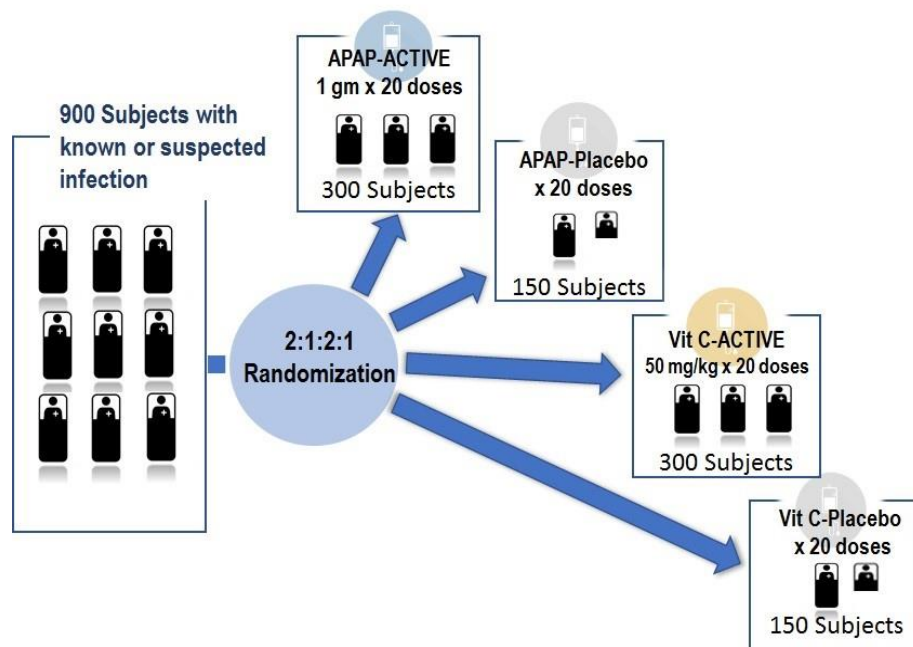 900 Subjects with
known or suspected
infection
2:1:2:1
Randomization
APAP-ACTIVE
1 gm x 20 doses
300 Subjects
APAP-Placebo
x 20 doses
150 Subjects
Vit C-ACTIVE
50 mg/kg x 20 doses
300 Subjects
Vit C-Placebo
x 20 doses
150 Subjects